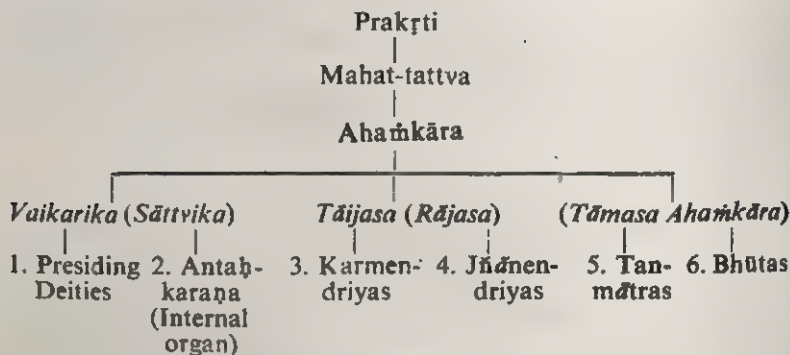 Prakṛti
Mahat-tattva
Ahaṁkāra
Vaikarika (Sāttvika) Tāijasa (Rājasa) (Tāmasa Ahaṁkāra)
1. Presiding 2. Antaḥ- 3. Karmen- 4. Jñānen- 5. Tan- 6. Bhūtas
Deities karaṇa driyas driyas mātras
(Internal
organ)